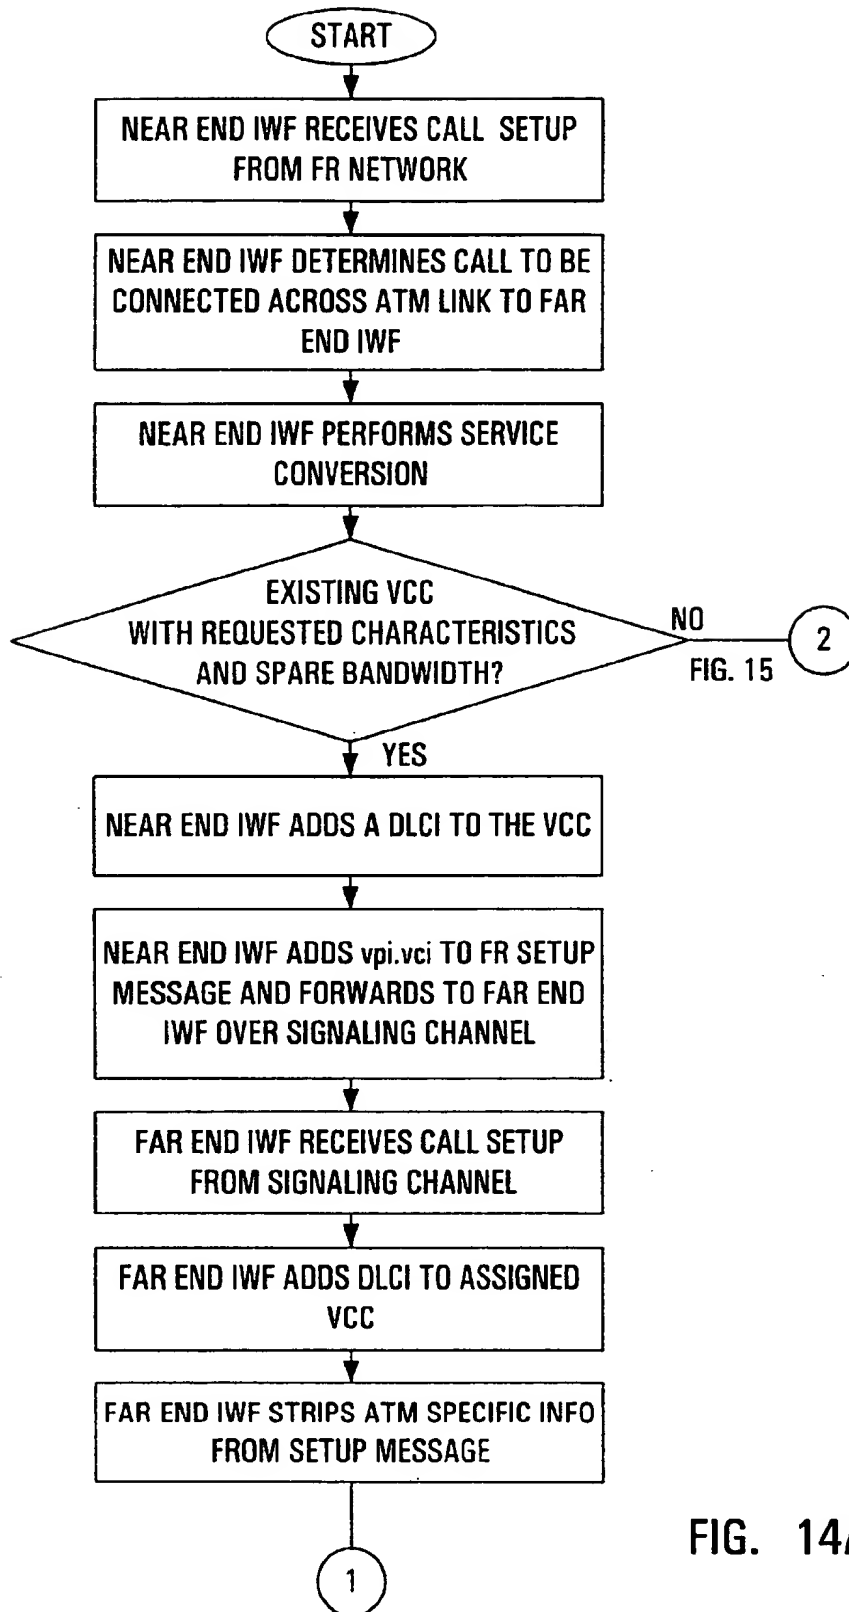 START
NEAR END IWF RECEIVES CALL SETUP
FROM FR NETWORK
NEAR END IWF DETERMINES CALL TO BE
CONNECTED ACROSS ATM LINK TO FAR
END IWF
NEAR END IWF PERFORMS SERVICE
CONVERSION
EXISTING VCC
WITH REQUESTED CHARACTERISTICS
AND SPARE BANDWIDTH?
NO
FIG. 15
2
YES
NEAR END IWF ADDS A DLCI TO THE VCC
NEAR END IWF ADDS vpi.vci TO FR SETUP
MESSAGE AND FORWARDS TO FAR END
IWF OVER SIGNALING CHANNEL
FAR END IWF RECEIVES CALL SETUP
FROM SIGNALING CHANNEL
FAR END IWF ADDS DLCI TO ASSIGNED
VCC
FAR END IWF STRIPS ATM SPECIFIC INFO
FROM SETUP MESSAGE
1
FIG. 14A